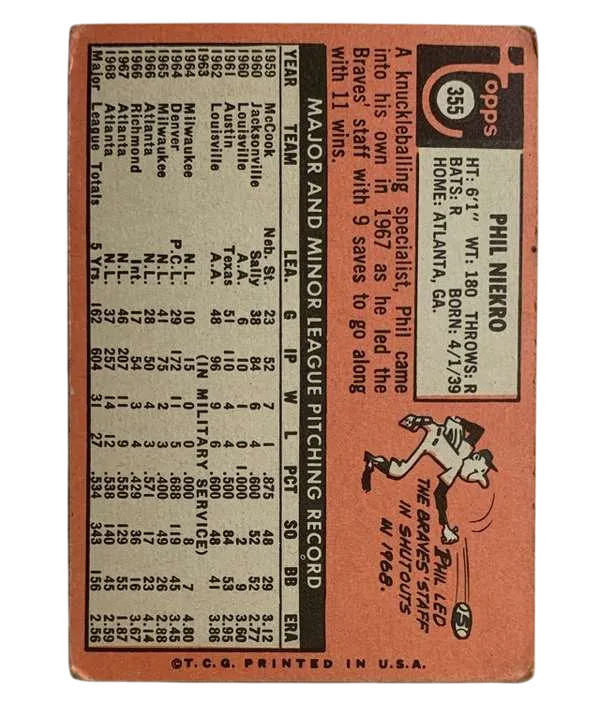 Topps
355
PHIL NIEKRO
HT: 6'1" WT: 180 THROWS: R
BATS: R BORN: 4/1/39
HOME: ATLANTA, GA.
A knuckleballing specialist, Phil came
into his own in 1967 as he led the
Braves' staff with 9 saves to go along
with 11 wins.
PHIL LED
THE BRAVES' STAFF
IN SHUTOUTS
IN 1968.
MAJOR AND MINOR LEAGUE PITCHING RECORD
YEAR TEAM LEA. G IP W L PCT SO BB ERA
1959 McCook Neb. St. 23 52 7 1 .875 48 29 3.12
1960 Jacksonville Sally 38 84 6 4 .600 52 52 2.77
1960 Louisville A.A. 6 10 1 0 1.000 2 9 3.60
1961 Austin Texas 51 110 4 4 .500 84 53 2.95
1962 Louisville A.A. 48 96 9 6 .600 48 41 3.86
1963 (IN MILITARY SERVICE)
1964 Milwaukee N.L. 10 15 0 0 .000 8 7 4.80
1964 Denver P.C.L. 29 172 11 5 .688 119 45 3.45
1965 Milwaukee N.L. 41 75 2 3 .400 49 26 2.88
1966 Atlanta N.L. 28 50 4 3 .571 17 23 4.14
1966 Richmond Int. 17 54 3 4 .429 36 16 3.67
1967 Atlanta N.L. 46 207 11 9 .550 129 55 1.87
1968 Atlanta N.L. 37 257 14 12 .538 140 45 2.59
Major League Totals 5 Yrs. 162 604 31 27 .534 343 156 2.56
©T.C.G. PRINTED IN U.S.A.